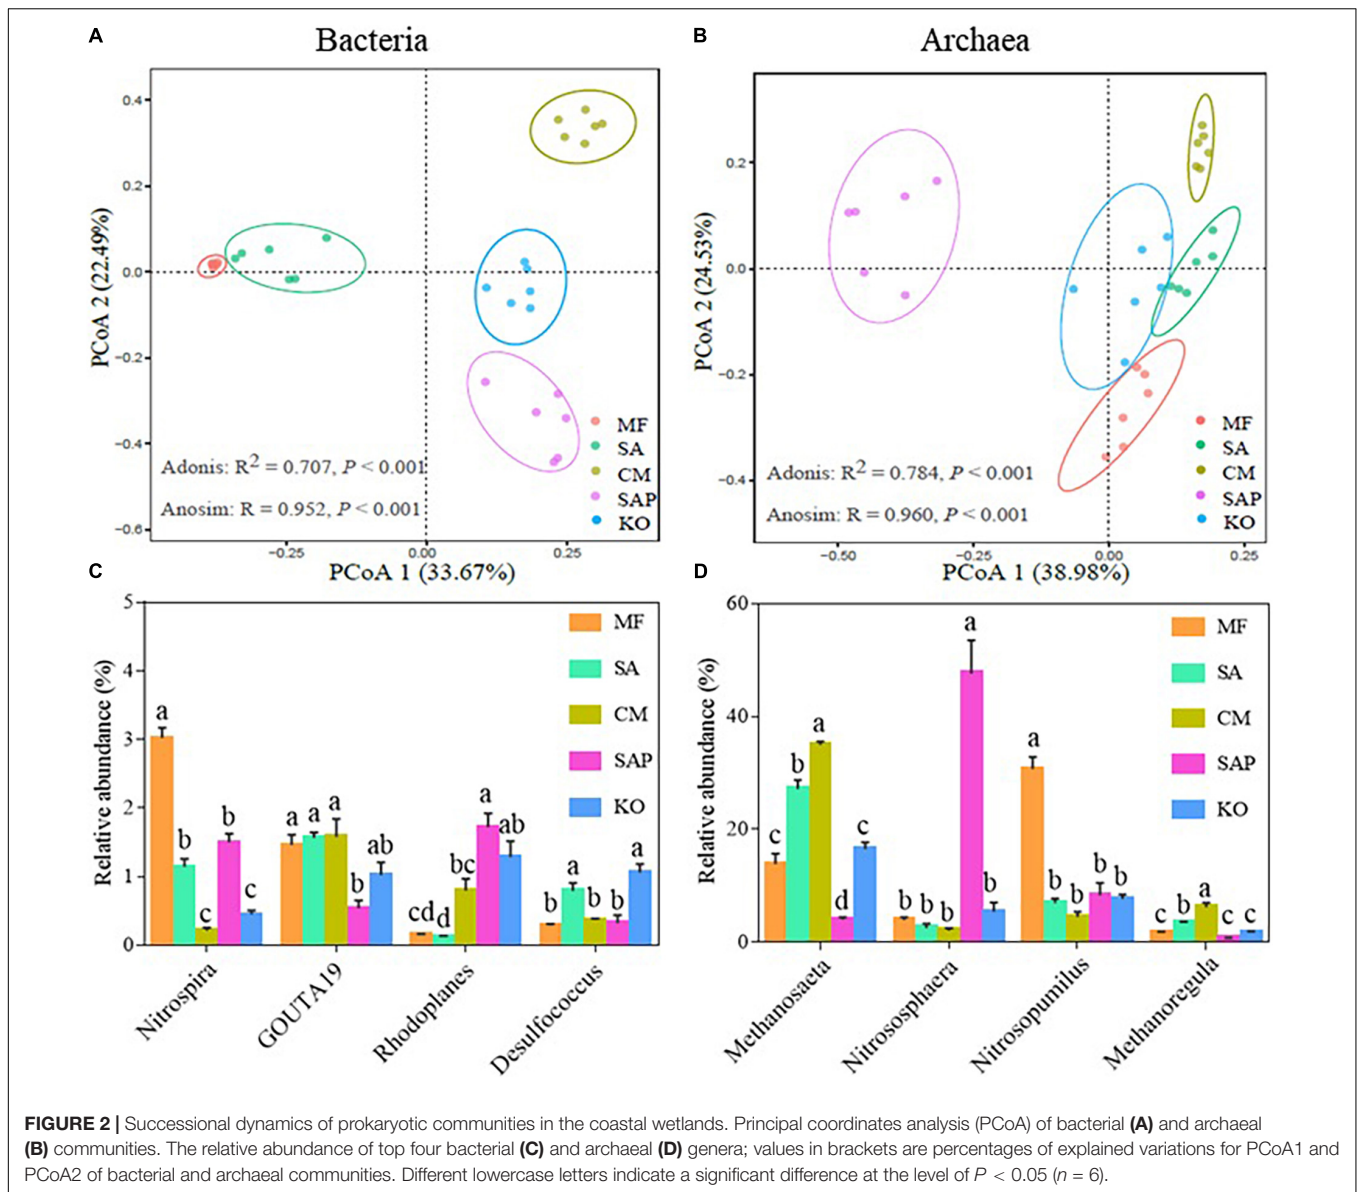 A
Bacteria
0.4
0.2
0.0
−0.2
−0.4
−0.6
PCoA 2 (22.49%)
Adonis: R2 = 0.707, P < 0.001
Anosim: R = 0.952, P < 0.001
MF
SA
CM
SAP
KO
−0.25
0.00
0.25
PCoA 1 (33.67%)
B
Archaea
0.2
0.0
−0.2
−0.4
PCoA 2 (24.53%)
Adonis: R2 = 0.784, P < 0.001
Anosim: R = 0.960, P < 0.001
MF
SA
CM
SAP
KO
−0.50
−0.25
0.00
0.25
PCoA 1 (38.98%)
C
5
4
3
2
1
0
Relative abundance (%)
MF
SA
CM
SAP
KO
a
b
c
b
c
a
a
a
b
ab
cd
d
bc
a
ab
b
a
b
b
a
Nitrospira
GOUTA19
Rhodoplanes
Desulfococcus
D
60
40
20
0
Relative abundance (%)
MF
SA
CM
SAP
KO
c
b
a
d
c
b
b
b
a
b
a
b
b
b
b
c
b
a
c
c
Methanosaeta
Nitrososphaera
Nitrosopumilus
Methanoregula
FIGURE 2 | Successional dynamics of prokaryotic communities in the coastal wetlands. Principal coordinates analysis (PCoA) of bacterial (A) and archaeal
(B) communities. The relative abundance of top four bacterial (C) and archaeal (D) genera; values in brackets are percentages of explained variations for PCoA1 and
PCoA2 of bacterial and archaeal communities. Different lowercase letters indicate a significant difference at the level of P < 0.05 (n = 6).